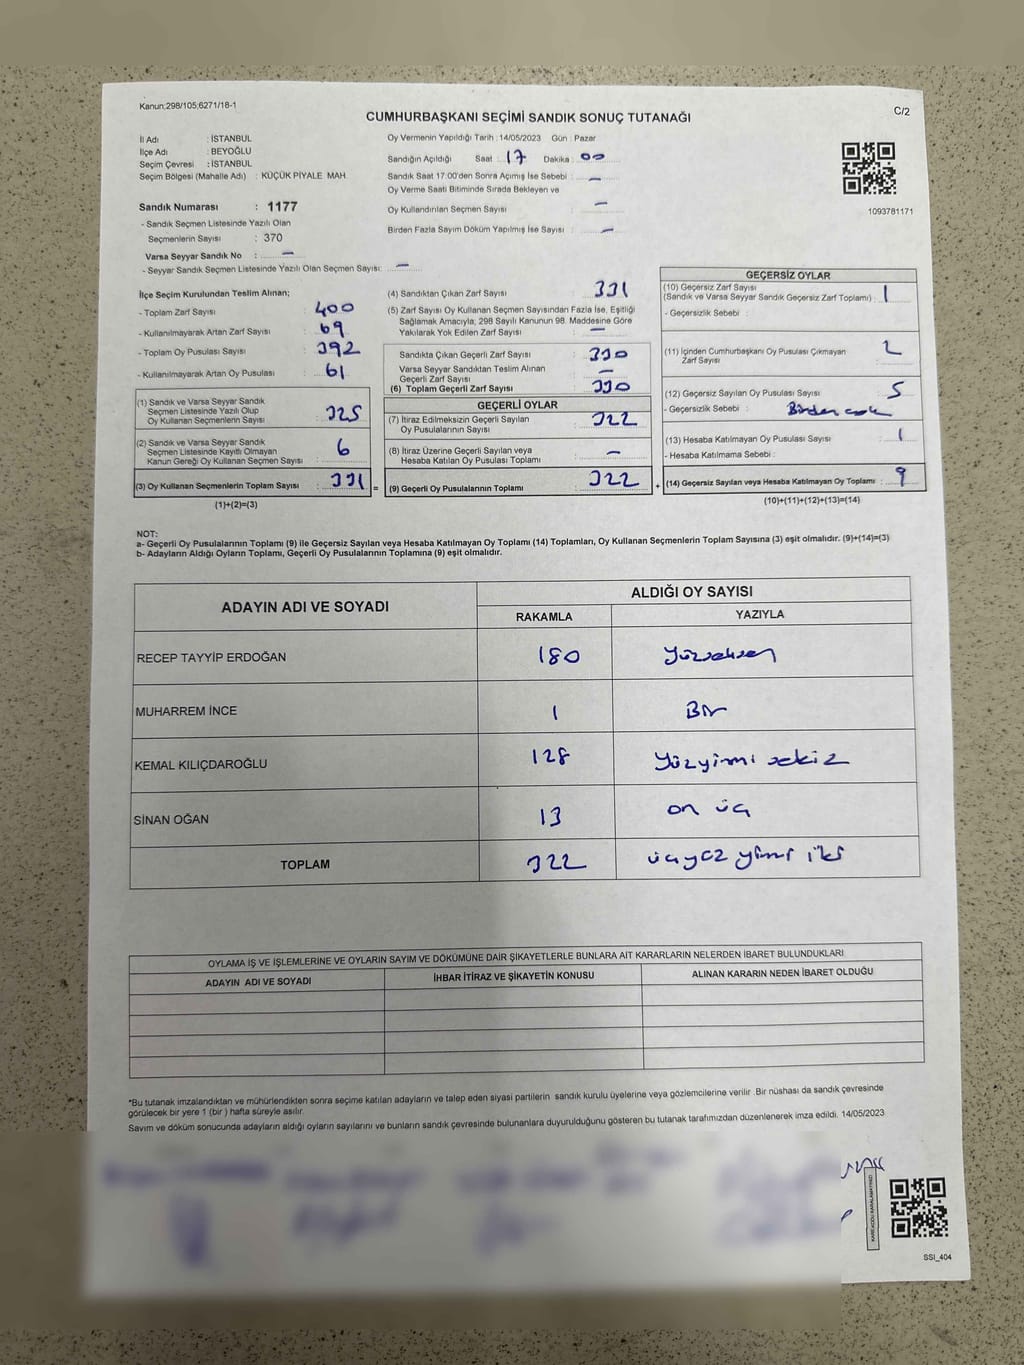 Kanun:298/105;6271/18-1
C/2
CUMHURBAŞKANI SEÇİMİ SANDIK SONUÇ TUTANAĞI
İl Adı : İSTANBUL
İlçe Adı : BEYOĞLU
Seçim Çevresi : İSTANBUL
Seçim Bölgesi (Mahalle Adı) : KÜÇÜK PİYALE MAH.
Sandık Numarası : 1177
- Sandık Seçmen Listesinde Yazılı Olan
Seçmenlerin Sayısı : 370
Varsa Seyyar Sandık No : —
- Seyyar Sandık Seçmen Listesinde Yazılı Olan Seçmen Sayısı: —
Oy Vermenin Yapıldığı Tarih : 14/05/2023 Gün : Pazar
Sandığın Açıldığı Saat : 17 Dakika : 00
Sandık Saat 17:00'den Sonra Açımış İse Sebebi : —
Oy Verme Saati Bitiminde Sırada Bekleyen ve
Oy Kullandırılan Seçmen Sayısı : —
Birden Fazla Sayım Döküm Yapılmış İse Sayısı : —
1093781171
İlçe Seçim Kurulundan Teslim Alınan;
- Toplam Zarf Sayısı : 400
- Kullanılmayarak Artan Zarf Sayısı : 69
- Toplam Oy Pusulası Sayısı : 392
- Kullanılmayarak Artan Oy Pusulası : 61
(1) Sandık ve Varsa Seyyar Sandık
Seçmen Listesinde Yazılı Olup
Oy Kullanan Seçmenlerin Sayısı : 325
(2) Sandık ve Varsa Seyyar Sandık
Seçmen Listesinde Kayıtlı Olmayan
Kanun Gereği Oy Kullanan Seçmen Sayısı : 6
(3) Oy Kullanan Seçmenlerin Toplam Sayısı : 331 =
(1)+(2)=(3)
(4) Sandıktan Çıkan Zarf Sayısı : 331
(5) Zarf Sayısı Oy Kullanan Seçmen Sayısından Fazla İse, Eşitliği
Sağlamak Amacıyla, 298 Sayılı Kanunun 98. Maddesine Göre
Yakılarak Yok Edilen Zarf Sayısı : —
Sandıkta Çıkan Geçerli Zarf Sayısı : 330
Varsa Seyyar Sandıktan Teslim Alınan
Geçerli Zarf Sayısı : —
(6) Toplam Geçerli Zarf Sayısı : 330
GEÇERLİ OYLAR
(7) İtiraz Edilmeksizin Geçerli Sayılan
Oy Pusulalarının Sayısı : 322
(8) İtiraz Üzerine Geçerli Sayılan veya
Hesaba Katılan Oy Pusulası Toplamı : —
(9) Geçerli Oy Pusulalarının Toplamı : 322 +
GEÇERSİZ OYLAR
(10) Geçersiz Zarf Sayısı
(Sandık ve Varsa Seyyar Sandık Geçersiz Zarf Toplamı) : 1
- Geçersizlik Sebebi :
(11) İçinden Cumhurbaşkanı Oy Pusulası Çıkmayan
Zarf Sayısı : 2
(12) Geçersiz Sayılan Oy Pusulası Sayısı : 5
- Geçersizlik Sebebi : Birden çok
(13) Hesaba Katılmayan Oy Pusulası Sayısı : 1
- Hesaba Katılmama Sebebi :
(14) Geçersiz Sayılan veya Hesaba Katılmayan Oy Toplamı : 9
(10)+(11)+(12)+(13)=(14)
NOT:
a- Geçerli Oy Pusulalarının Toplamı (9) ile Geçersiz Sayılan veya Hesaba Katılmayan Oy Toplamı (14) Toplamları, Oy Kullanan Seçmenlerin Toplam Sayısına (3) eşit olmalıdır. (9)+(14)=(3)
b- Adayların Aldığı Oyların Toplamı, Geçerli Oy Pusulalarının Toplamına (9) eşit olmalıdır.
ADAYIN ADI VE SOYADI ALDIĞI OY SAYISI
RAKAMLA YAZIYLA
RECEP TAYYİP ERDOĞAN 180 Yüzseksen
MUHARREM İNCE 1 Bir
KEMAL KILIÇDAROĞLU 128 Yüzyirmi sekiz
SİNAN OĞAN 13 on üç
TOPLAM 322 üçyüz yirmi iki
OYLAMA İŞ VE İŞLEMLERİNE VE OYLARIN SAYIM VE DÖKÜMÜNE DAİR ŞİKAYETLERLE BUNLARA AİT KARARLARIN NELERDEN İBARET BULUNDUKLARI
ADAYIN ADI VE SOYADI İHBAR İTİRAZ VE ŞİKAYETİN KONUSU ALINAN KARARIN NEDEN İBARET OLDUĞU
*Bu tutanak imzalandıktan ve mühürlendikten sonra seçime katılan adayların ve talep eden siyasi partilerin sandık kurulu üyelerine veya gözlemcilerine verilir. Bir nüshası da sandık çevresinde
görülecek bir yere 1 (bir ) hafta süreyle asılır.
Sayım ve döküm sonucunda adayların aldığı oyların sayılarını ve bunların sandık çevresinde bulunanlara duyurulduğunu gösteren bu tutanak tarafımızdan düzenlenerek imza edildi. 14/05/2023
KAREKODU KARALAMAYINIZ!
SSI_404